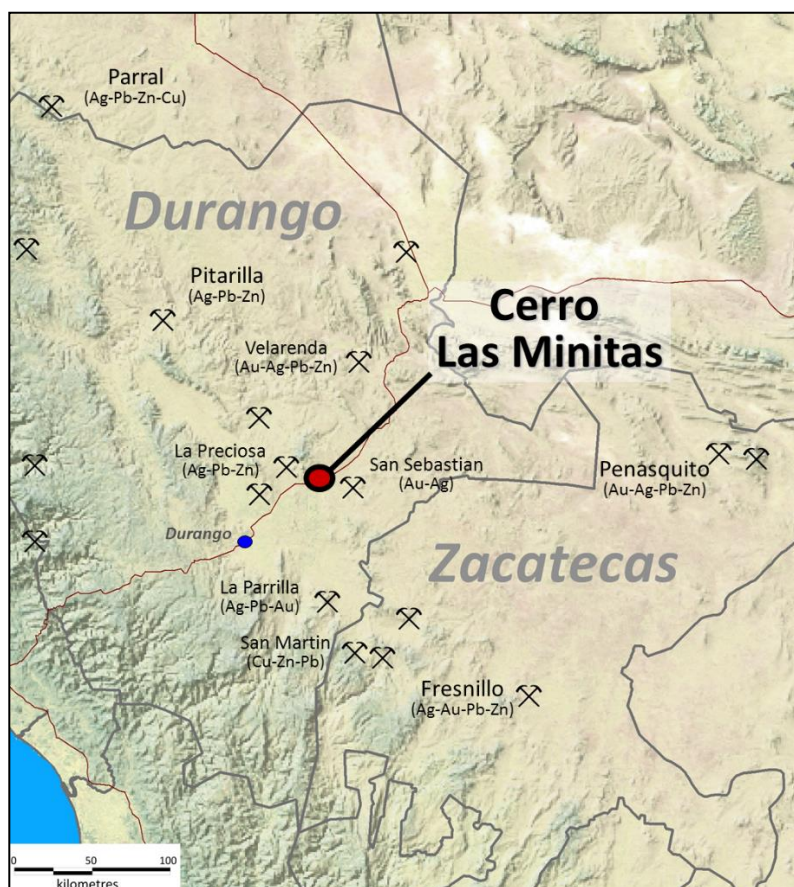 Parral
(Ag-Pb-Zn-Cu)
Durango
Pitarilla
(Ag-Pb-Zn)
Cerro
Las Minitas
Velarenda
(Au-Ag-Pb-Zn)
La Preciosa
(Ag-Pb-Zn)
San Sebastian
(Au-Ag)
Penasquito
(Au-Ag-Pb-Zn)
Durango
Zacatecas
La Parrilla
(Ag-Pb-Au)
San Martin
(Cu-Zn-Pb)
Fresnillo
(Ag-Au-Pb-Zn)
0 50 100
kilometres